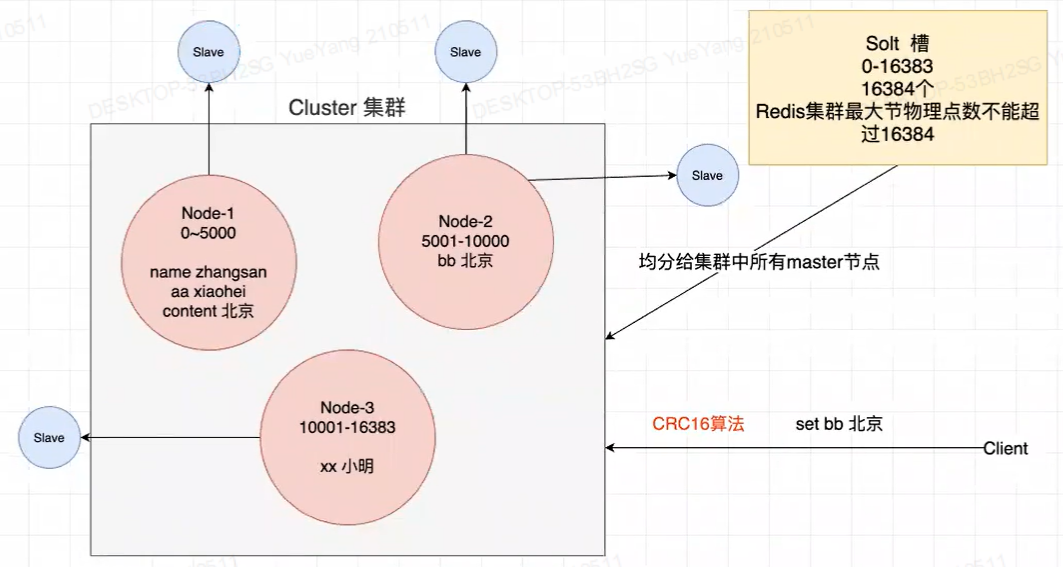 Slave
Slave
Solt 槽
0-16383
16384个
Redis集群最大节物理点数不能超
过16384
Cluster 集群
Slave
Node-1
0~5000
name zhangsan
aa xiaohei
content 北京
Node-2
5001-10000
bb 北京
均分给集群中所有master节点
Node-3
10001-16383
xx 小明
Slave
CRC16算法
set bb 北京
Client
DESKTOP-53BH2SG YueYang 210511
DESKTOP-53BH2SG YueYang 210511